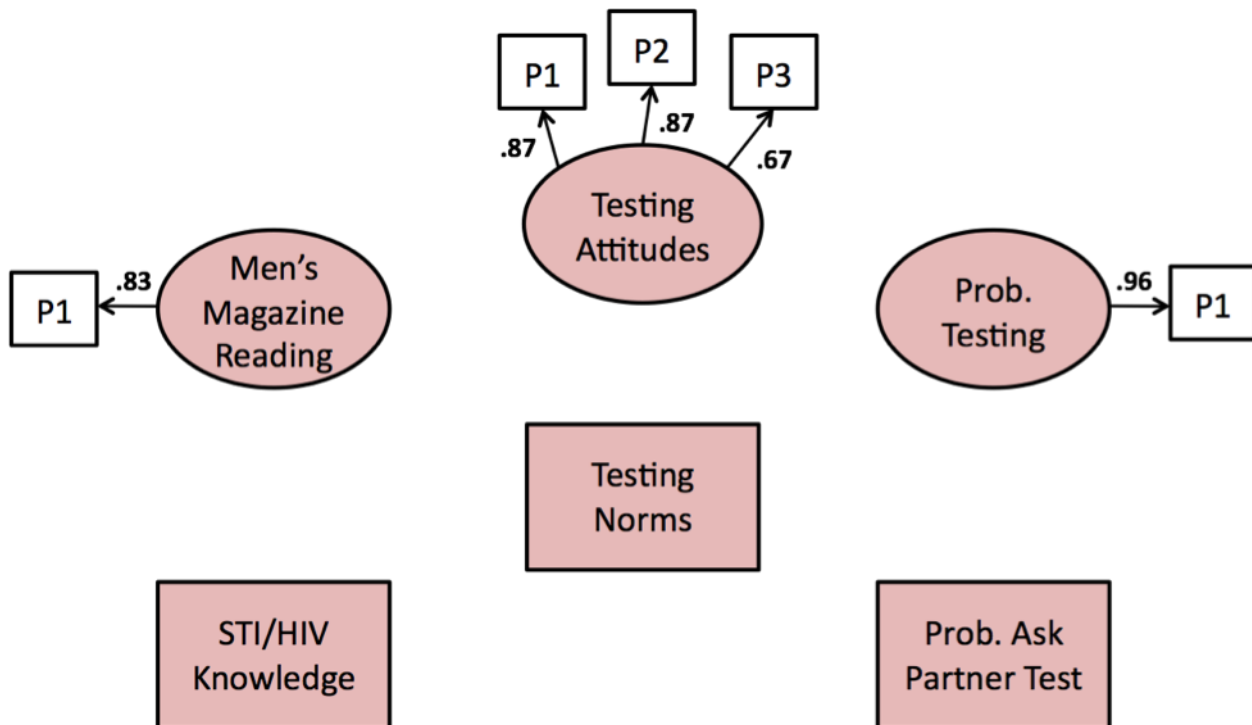 P1
P2
P3
.87
.87
.67
Testing
Attitudes
Men's
Magazine
Reading
.83
P1
Prob.
Testing
.96
P1
Testing
Norms
STI/HIV
Knowledge
Prob. Ask
Partner Test